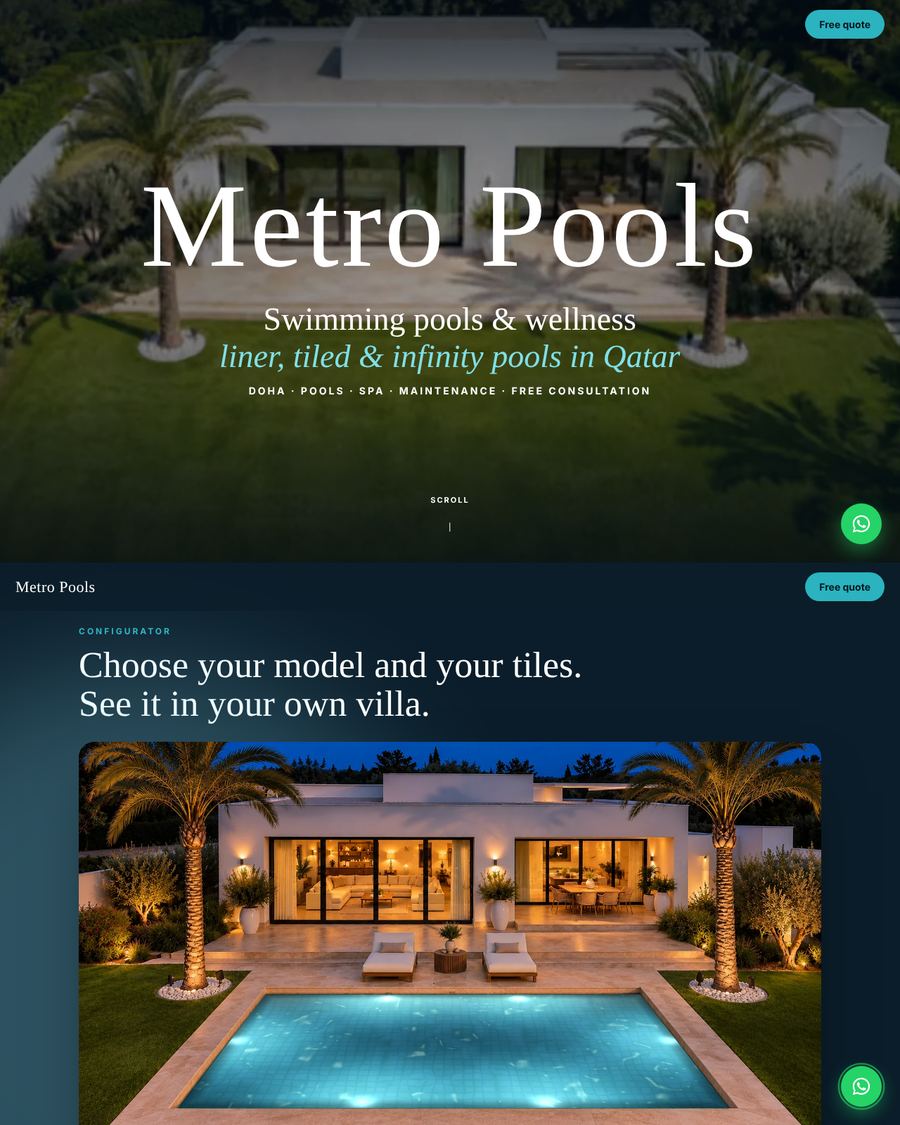 Free quote
Metro Pools
Swimming pools & wellness
liner, tiled & infinity pools in Qatar
DOHA · POOLS · SPA · MAINTENANCE · FREE CONSULTATION
SCROLL
Metro Pools
Free quote
CONFIGURATOR
Choose your model and your tiles.
See it in your own villa.